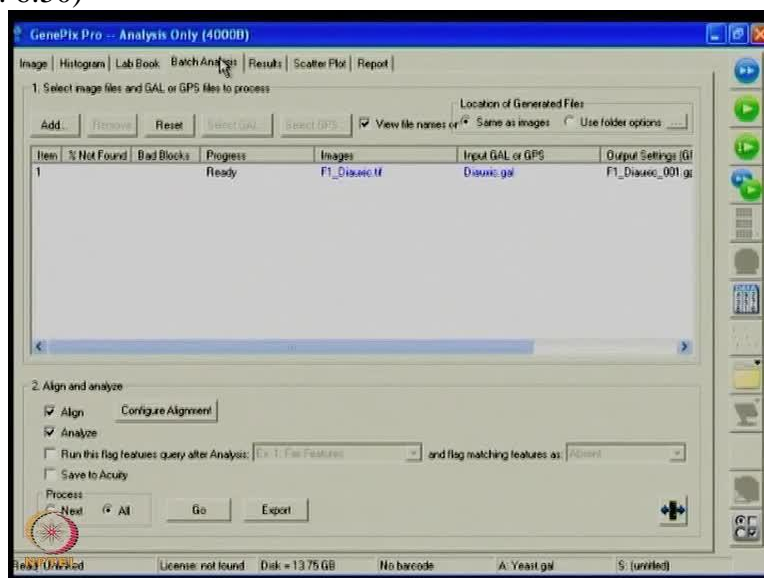 GenePix Pro -- Analysis Only (4000B)
Image Histogram Lab Book Batch Analysis Results Scatter Plot Report
1. Select image files and GAL or GPS files to process
Location of Generated Files
Add... Remove Reset Select GAL... Select GPS... View file names or Same as images Use folder options ...
Item % Not Found Bad Blocks Progress Images Input GAL or GPS Output Settings (GI
1 Ready F1_Diauxic.tif Diauxic.gal F1_Diauxic_001.gp
2. Align and analyze
Align Configure Alignment
Analyze
Run this flag features query after Analysis: Ex 1: Fair Features and flag matching features as: Absent
Save to Acuity
Process
Next All Go Export
NPTEL
License: not found Disk = 13.75 GB No barcode A: Yeast.gal S: (untitled)